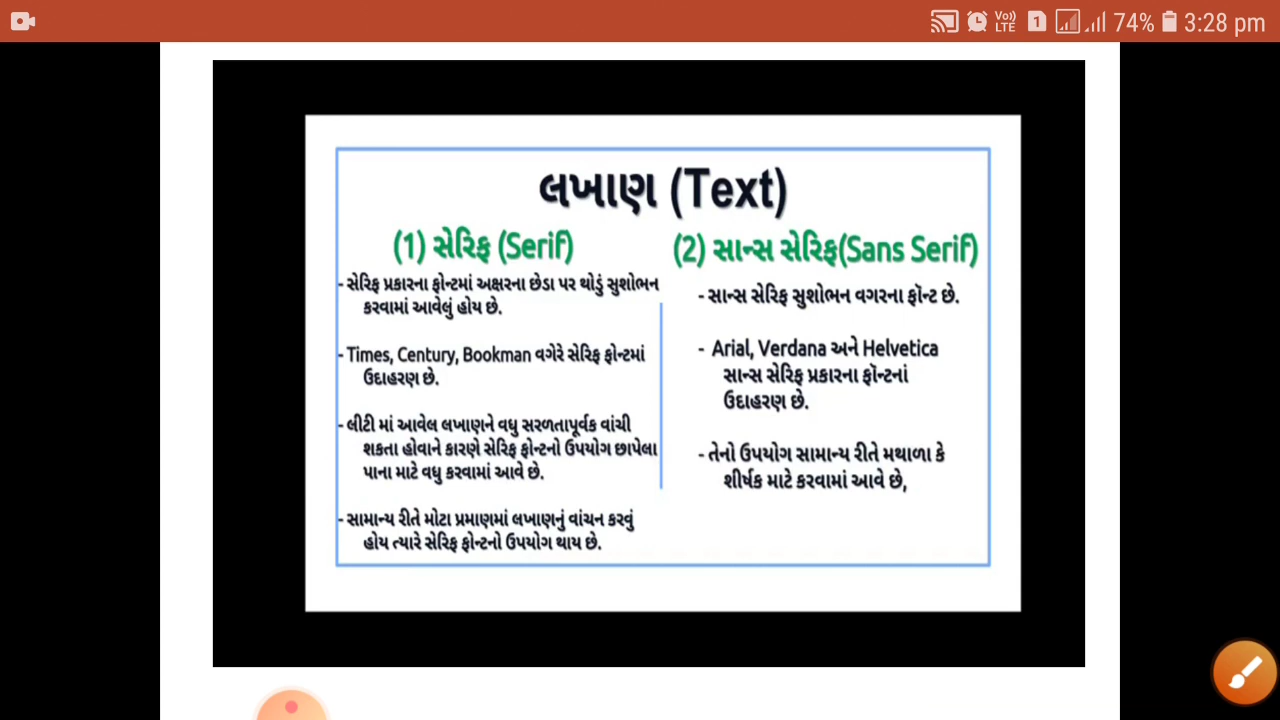 Vo)
LTE
1
74%
3:28 pm
લખાણ (Text)
(1) સેરિફ (Serif)
- સેરિફ પ્રકારના ફોન્ટમાં અક્ષરના છેડા પર થોડું સુશોભન
કરવામાં આવેલું હોય છે.
- Times, Century, Bookman વગેરે સેરિફ ફોન્ટમાં
ઉદાહરણ છે.
- લીટી માં આવેલ લખાણને વધુ સરળતાપૂર્વક વાંચી
શકતા હોવાને કારણે સેરિફ ફોન્ટનો ઉપયોગ છાપેલા
પાના માટે વધુ કરવામાં આવે છે.
- સામાન્ય રીતે મોટા પ્રમાણમાં લખાણનું વાંચન કરવું
હોય ત્યારે સેરિફ ફોન્ટનો ઉપયોગ થાય છે.
(2) સાન્સ સેરિફ(Sans Serif)
- સાન્સ સેરિફ સુશોભન વગરના ફૉન્ટ છે.
- Arial, Verdana અને Helvetica
સાન્સ સેરિફ પ્રકારના ફૉન્ટનાં
ઉદાહરણ છે.
- તેનો ઉપયોગ સામાન્ય રીતે મથાળા કે
શીર્ષક માટે કરવામાં આવે છે,